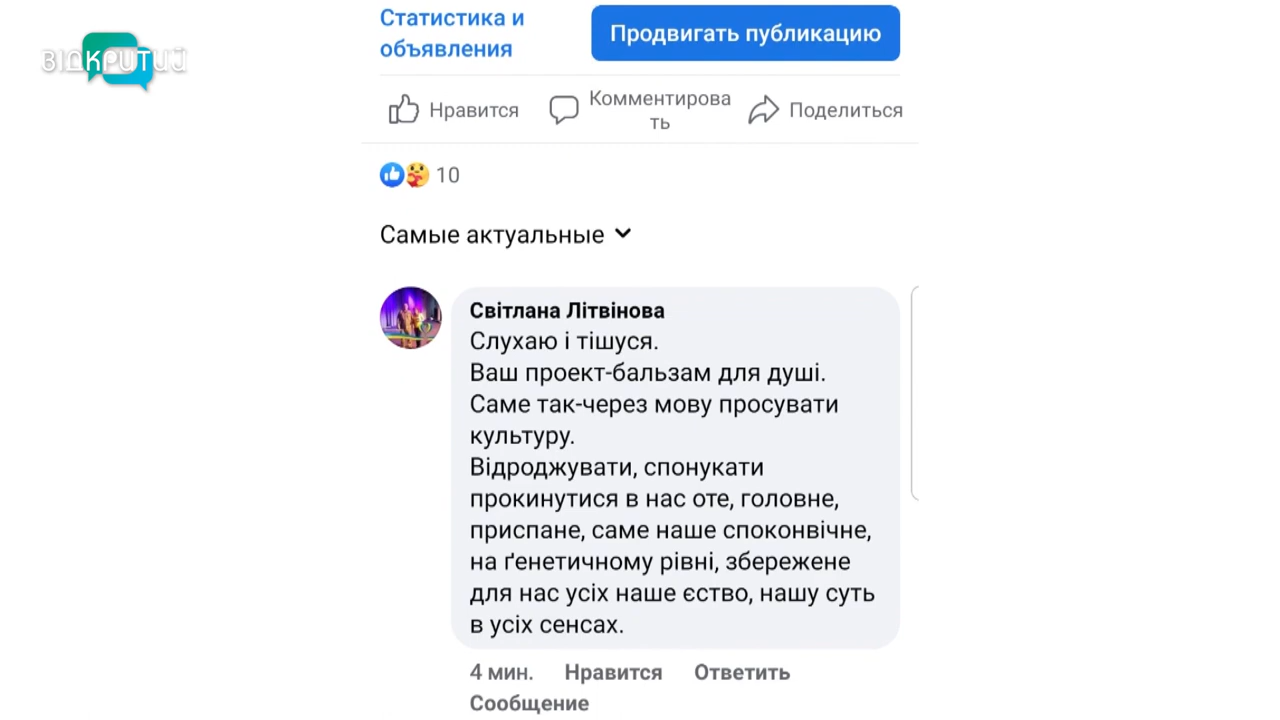 ВІДКРИТИЙ
Статистика и
объявления
Продвигать публикацию
Нравится
Комментирова
ть
Поделиться
10
Самые актуальные
Світлана Літвінова
Слухаю і тішуся.
Ваш проект-бальзам для душі.
Саме так-через мову просувати
культуру.
Відроджувати, спонукати
прокинутися в нас оте, головне,
приспане, саме наше споконвічне,
на ґенетичному рівні, збережене
для нас усіх наше єство, нашу суть
в усіх сенсах.
4 мин. Нравится Ответить
Сообщение